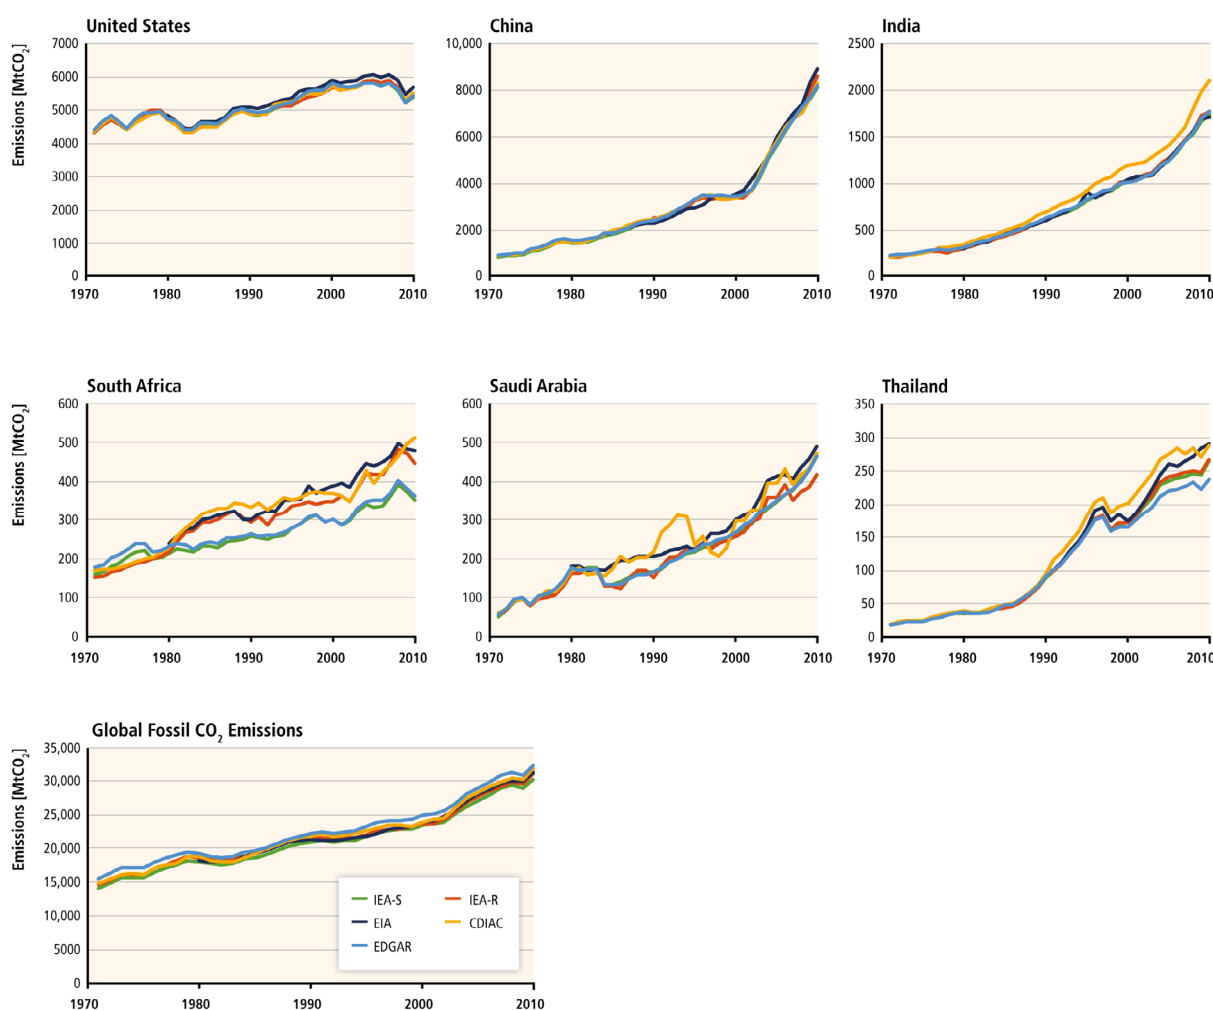 United States
Emissions [MtCO2]
7000
6000
5000
4000
3000
2000
1000
0
1970 1980 1990 2000 2010
China
10,000
8000
6000
4000
2000
0
1970 1980 1990 2000 2010
India
2500
2000
1500
1000
500
0
1970 1980 1990 2000 2010
South Africa
Emissions [MtCO2]
600
500
400
300
200
100
0
1970 1980 1990 2000 2010
Saudi Arabia
600
500
400
300
200
100
0
1970 1980 1990 2000 2010
Thailand
350
300
250
200
150
100
50
0
1970 1980 1990 2000 2010
Global Fossil CO2 Emissions
Emissions [MtCO2]
35,000
30,000
25,000
20,000
15,000
10,000
5000
0
1970 1980 1990 2000 2010
IEA-S IEA-R
EIA CDIAC
EDGAR